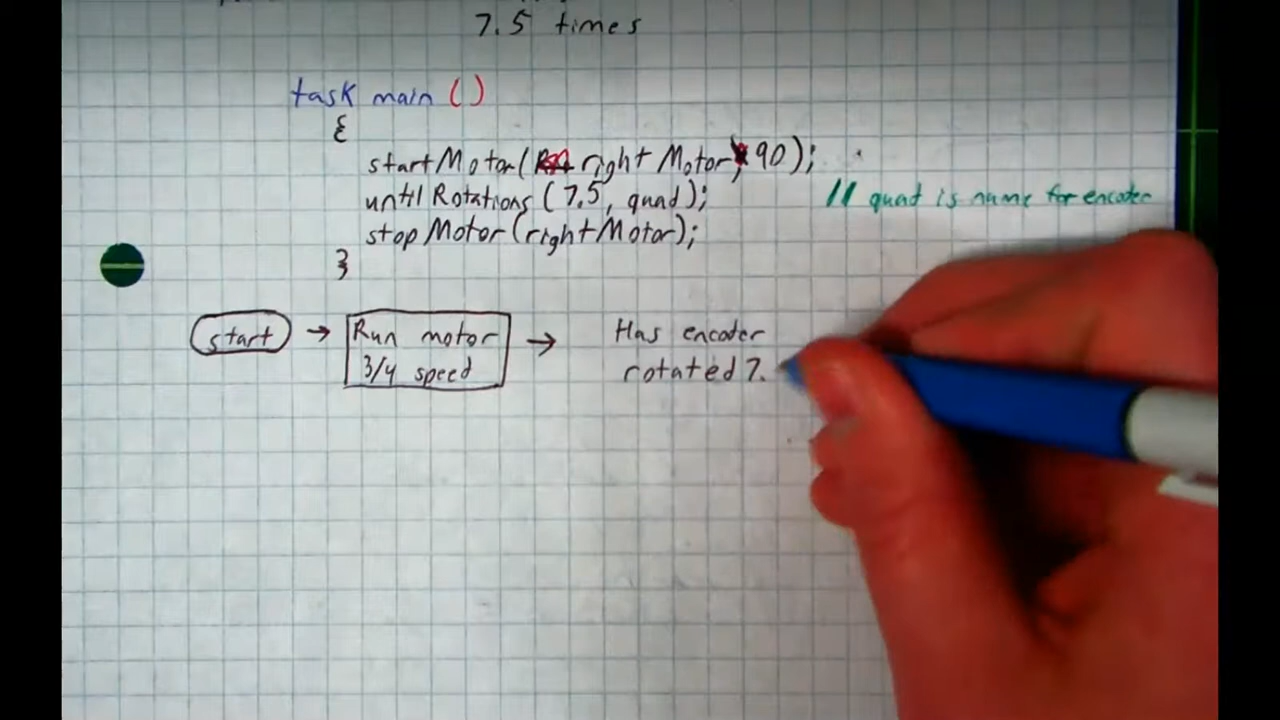 7.5 times
task main ()
{
startMotor( rightMotor, 90);
untilRotations (7.5, quad); // quad is name for encoder
stopMotor(rightMotor);
}
start → Run motor → Has encoder
3/4 speed rotated 7.